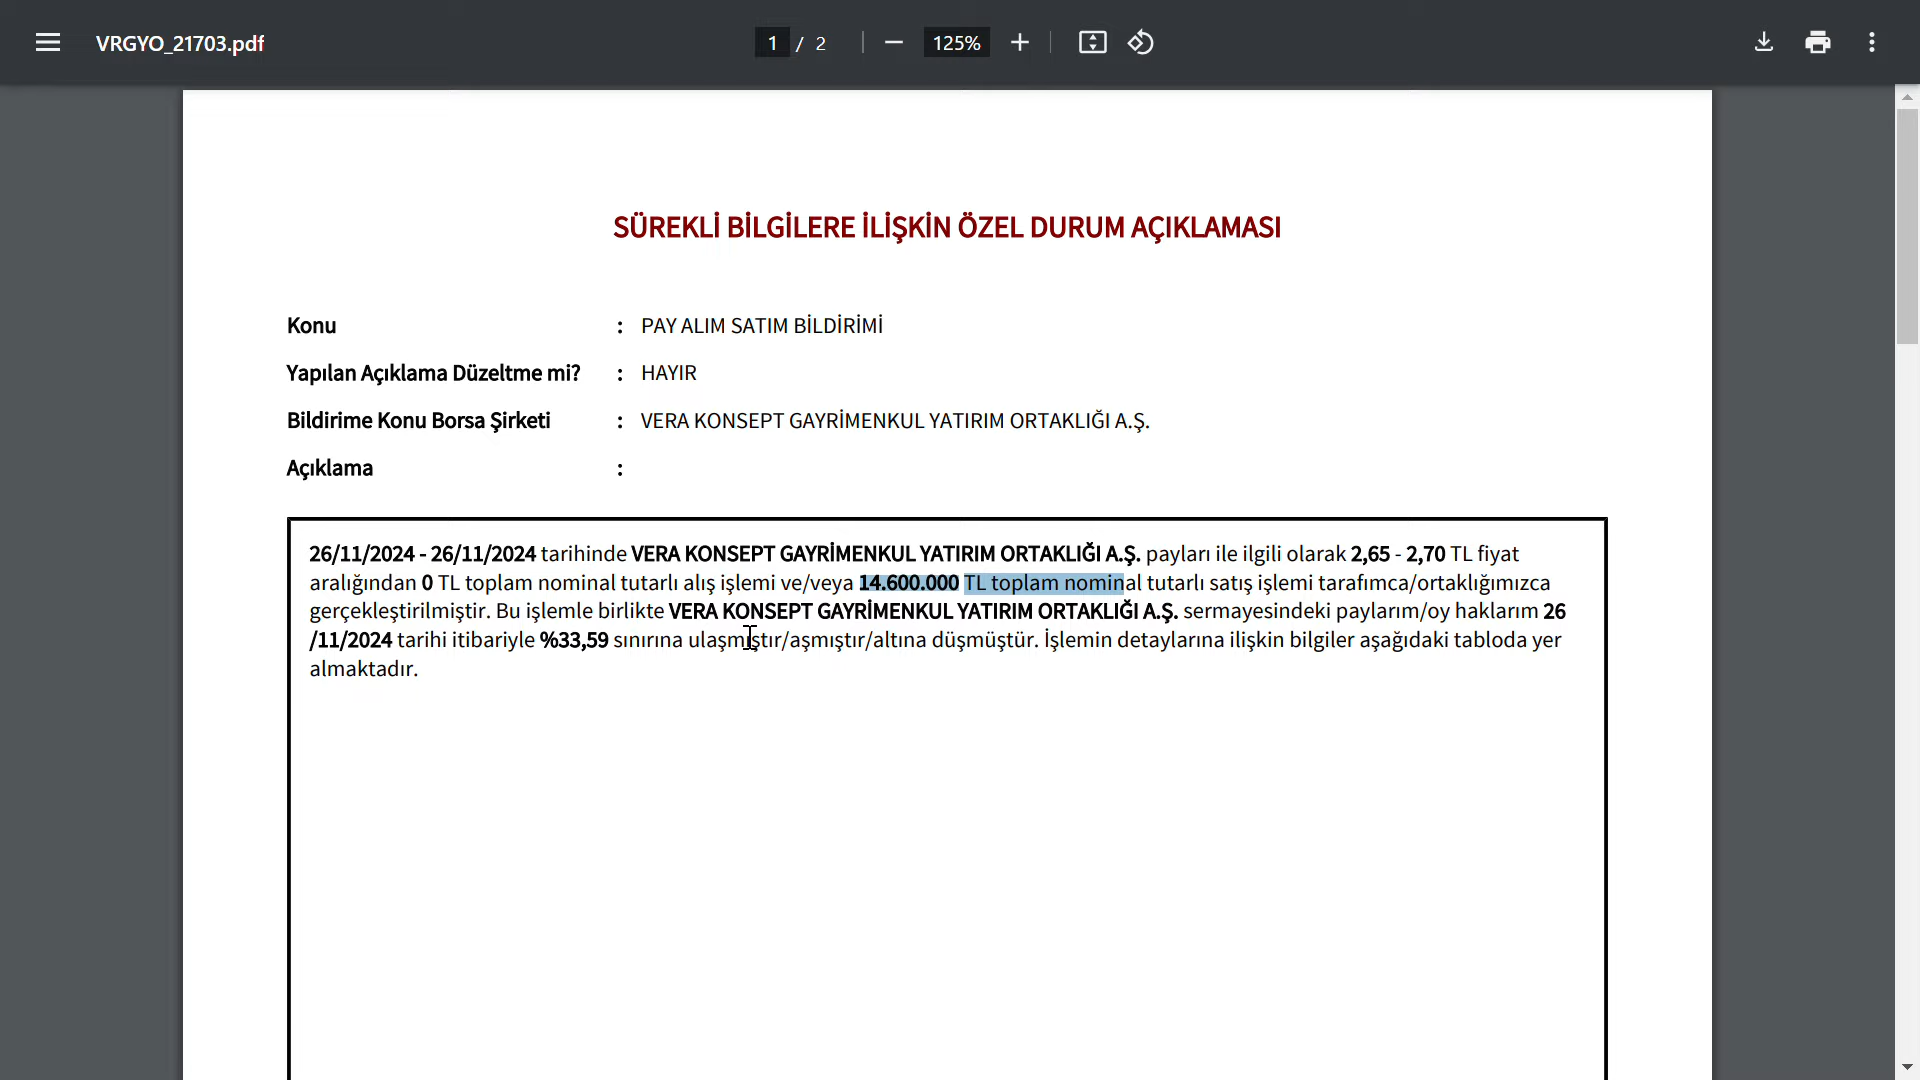 VRGYO_21703.pdf
1 / 2
125%
SÜREKLİ BİLGİLERE İLİŞKİN ÖZEL DURUM AÇIKLAMASI
Konu : PAY ALIM SATIM BİLDİRİMİ
Yapılan Açıklama Düzeltme mi? : HAYIR
Bildirime Konu Borsa Şirketi : VERA KONSEPT GAYRİMENKUL YATIRIM ORTAKLIĞI A.Ş.
Açıklama :
26/11/2024 - 26/11/2024 tarihinde VERA KONSEPT GAYRİMENKUL YATIRIM ORTAKLIĞI A.Ş. payları ile ilgili olarak 2,65 - 2,70 TL fiyat
aralığından 0 TL toplam nominal tutarlı alış işlemi ve/veya 14.600.000 TL toplam nominal tutarlı satış işlemi tarafımca/ortaklığımızca
gerçekleştirilmiştir. Bu işlemle birlikte VERA KONSEPT GAYRİMENKUL YATIRIM ORTAKLIĞI A.Ş. sermayesindeki paylarım/oy haklarım 26
/11/2024 tarihi itibariyle %33,59 sınırına ulaşmıştır/aşmıştır/altına düşmüştür. İşlemin detaylarına ilişkin bilgiler aşağıdaki tabloda yer
almaktadır.